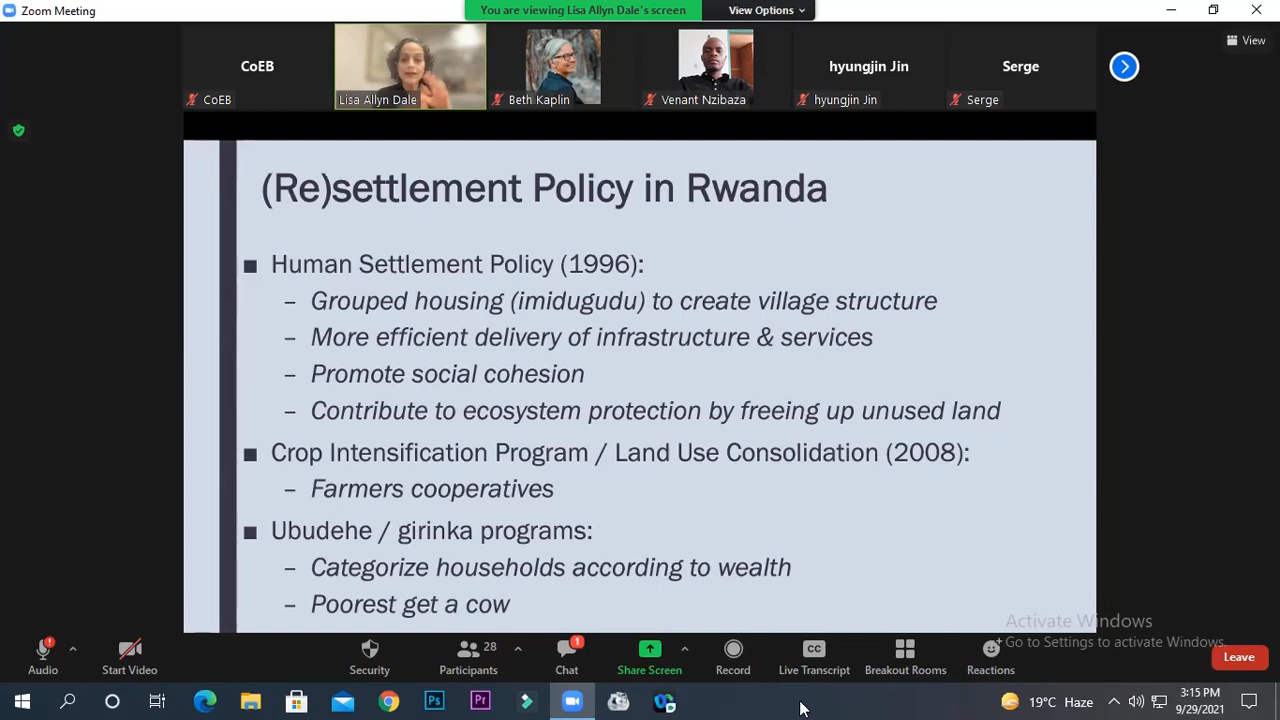 Zoom Meeting
You are viewing Lisa Allyn Dale's screen
View Options
View
CoEB
CoEB
Lisa Allyn Dale
Beth Kaplin
Venant Nzibaza
hyungjin Jin
hyungjin Jin
Serge
Serge
(Re)settlement Policy in Rwanda
■ Human Settlement Policy (1996):
– Grouped housing (imidugudu) to create village structure
– More efficient delivery of infrastructure & services
– Promote social cohesion
– Contribute to ecosystem protection by freeing up unused land
■ Crop Intensification Program / Land Use Consolidation (2008):
– Farmers cooperatives
■ Ubudehe / girinka programs:
– Categorize households according to wealth
– Poorest get a cow
Activate Windows
Go to Settings to activate Windows.
Audio
Start Video
Security
Participants 28
Chat 1
Share Screen
Record
CC
Live Transcript
Breakout Rooms
Reactions
Leave
Ps
Pr
19°C Haze
3:15 PM
9/29/2021